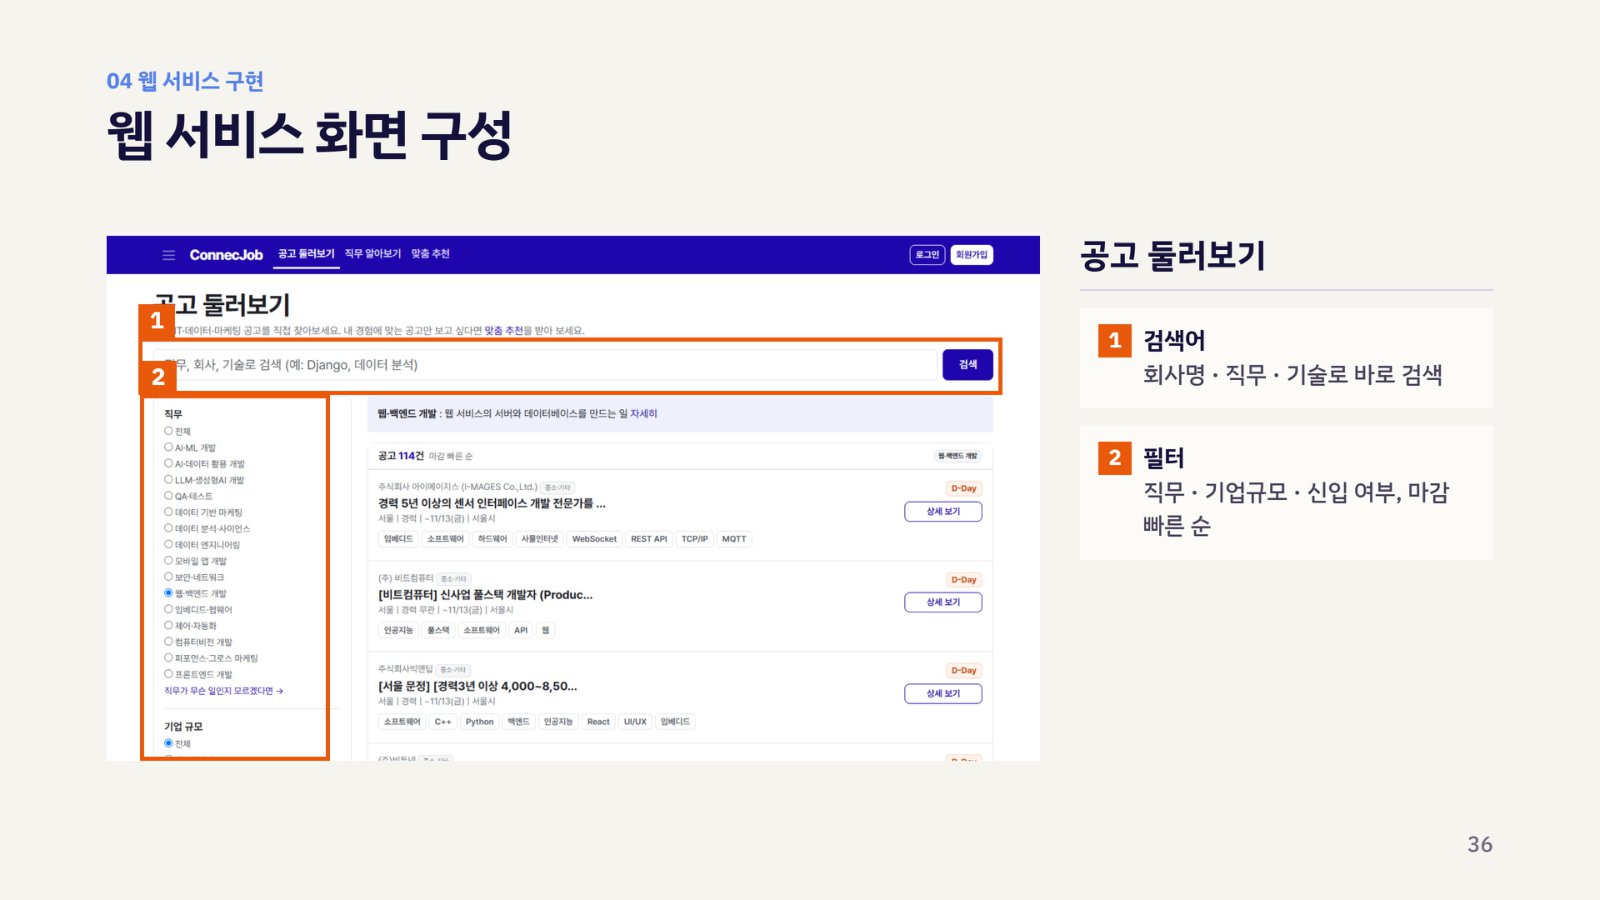 04 웹 서비스 구현
웹 서비스 화면 구성
ConnecJob 공고 둘러보기 직무 알아보기 맞춤 추천 로그인 회원가입
공고 둘러보기
1
IT·데이터·마케팅 공고를 직접 찾아보세요. 내 경험에 맞는 공고만 보고 싶다면 맞춤 추천을 받아 보세요.
무, 회사, 기술로 검색 (예: Django, 데이터 분석) 검색
2
직무
전체
AI·ML 개발
AI·데이터 활용 개발
LLM·생성형AI 개발
QA·테스트
데이터 기반 마케팅
데이터 분석·사이언스
데이터 엔지니어링
모바일 앱 개발
보안·네트워크
웹·백엔드 개발
임베디드·펌웨어
제어·자동화
컴퓨터비전 개발
퍼포먼스·그로스 마케팅
프론트엔드 개발
직무가 무슨 일인지 모르겠다면 →
기업 규모
전체
웹·백엔드 개발 : 웹 서비스의 서버와 데이터베이스를 만드는 일 자세히
공고 114건 마감 빠른 순 웹·백엔드 개발
주식회사 아이메이지스 (I-MAGES Co.,Ltd.) 중소·기타 D-Day
경력 5년 이상의 센서 인터페이스 개발 전문가를 ... 상세 보기
서울 | 경력 | ~11/13(금) | 서울시
임베디드 소프트웨어 하드웨어 사물인터넷 WebSocket REST API TCP/IP MQTT
(주) 비트컴퓨터 중소·기타 D-Day
[비트컴퓨터] 신사업 풀스택 개발자 (Produc... 상세 보기
서울 | 경력 무관 | ~11/13(금) | 서울시
인공지능 풀스택 소프트웨어 API 웹
주식회사빅맨딥 중소·기타 D-Day
[서울 문정] [경력3년 이상 4,000~8,50... 상세 보기
서울 | 경력 | ~11/13(금) | 서울시
소프트웨어 C++ Python 백엔드 인공지능 React UI/UX 임베디드
공고 둘러보기
1 검색어
회사명 · 직무 · 기술로 바로 검색
2 필터
직무 · 기업규모 · 신입 여부, 마감
빠른 순
36